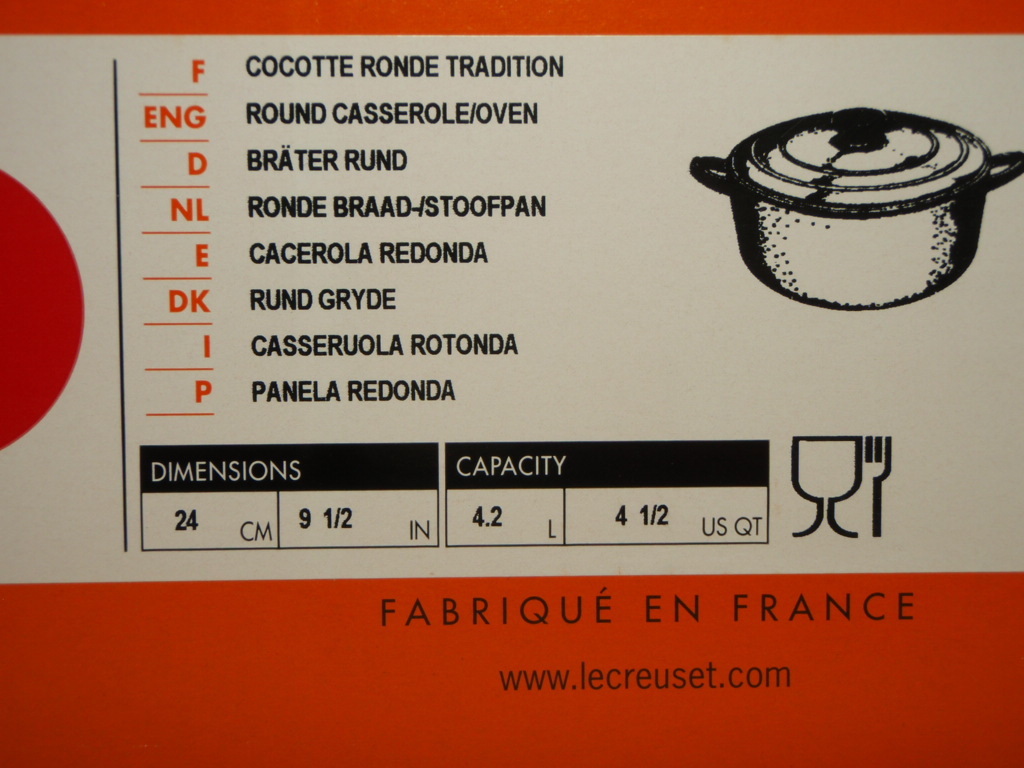 F COCOTTE RONDE TRADITION
ENG ROUND CASSEROLE/OVEN
D BRÄTER RUND
NL RONDE BRAAD-/STOOFPAN
E CACEROLA REDONDA
DK RUND GRYDE
I CASSERUOLA ROTONDA
P PANELA REDONDA
DIMENSIONS CAPACITY
24 CM 9 1/2 IN 4.2 L 4 1/2 US QT
FABRIQUÉ EN FRANCE
www.lecreuset.com